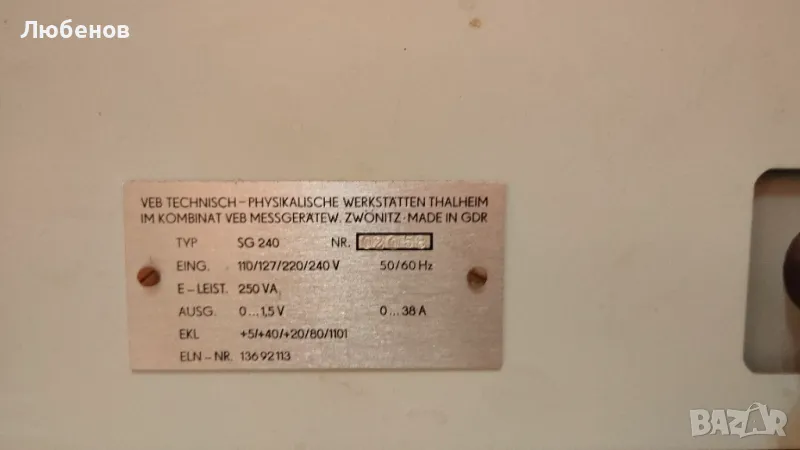 Любенов
VEB TECHNISCH – PHYSIKALISCHE WERKSTÄTTEN THALHEIM
IM KOMBINAT VEB MESSGERÄTEW. ZWÖNITZ · MADE IN GDR
TYP SG 240 NR.
EING. 110/127/220/240 V 50/60 Hz
E – LEIST. 250 VA
AUSG. 0...1,5 V 0...38 A
EKL +5/+40/+20/80/1101
ELN – NR. 13692113
BAZAR